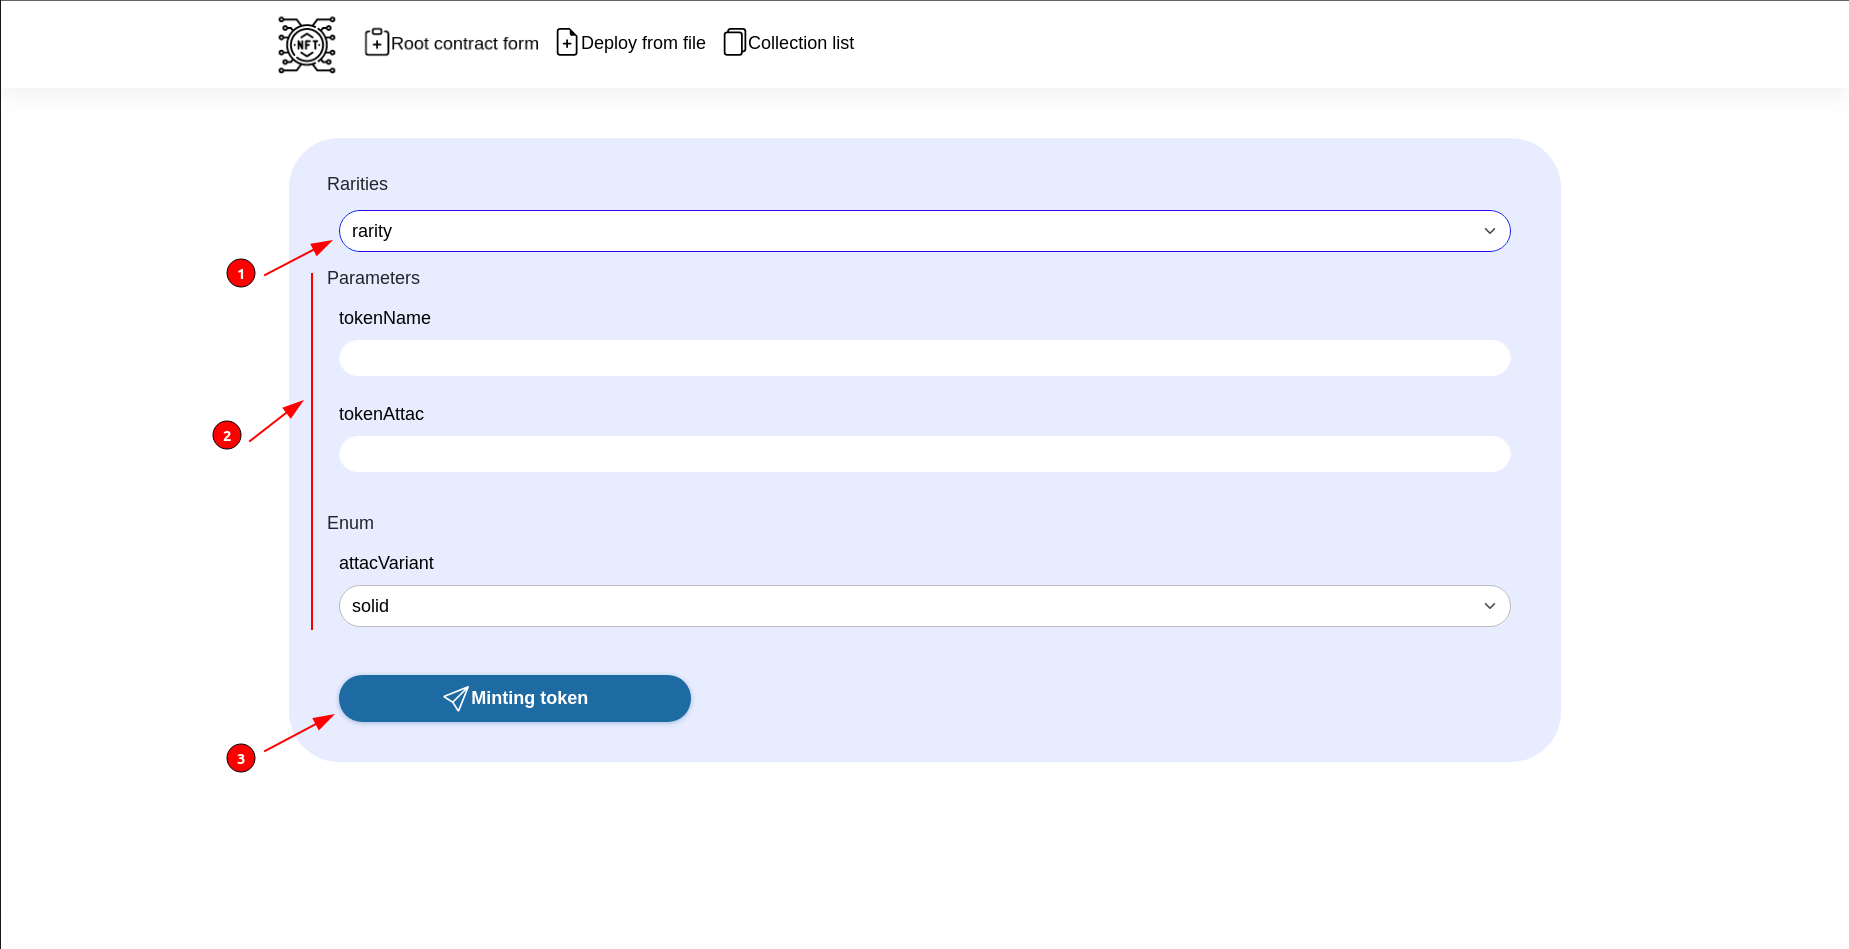 NFT
Root contract form
Deploy from file
Collection list
Rarities
rarity
1
Parameters
tokenName
tokenAttac
2
Enum
attacVariant
solid
Minting token
3